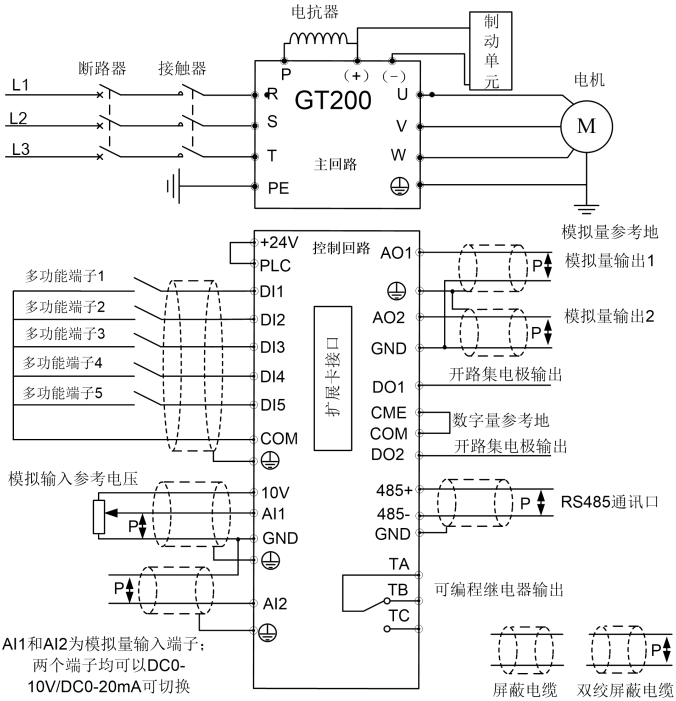 电抗器
制动单元
断路器
接触器
P
(+)
(-)
电机
L1
R
GT200
U
L2
S
V
M
L3
T
主回路
W
PE
+24V
控制回路
AO1
模拟量参考地
PLC
P
模拟量输出1
多功能端子1
DI1
多功能端子2
DI2
AO2
模拟量输出2
多功能端子3
DI3
扩展卡接口
GND
P
多功能端子4
DI4
DO1
开路集电极输出
多功能端子5
DI5
CME
数字量参考地
COM
COM
DO2
开路集电极输出
模拟输入参考电压
10V
485+
P
RS485通讯口
AI1
485-
P
GND
GND
TA
P
TB
可编程继电器输出
AI2
TC
AI1和AI2为模拟量输入端子；
两个端子均可以DC0-
10V/DC0-20mA可切换
P
屏蔽电缆
双绞屏蔽电缆